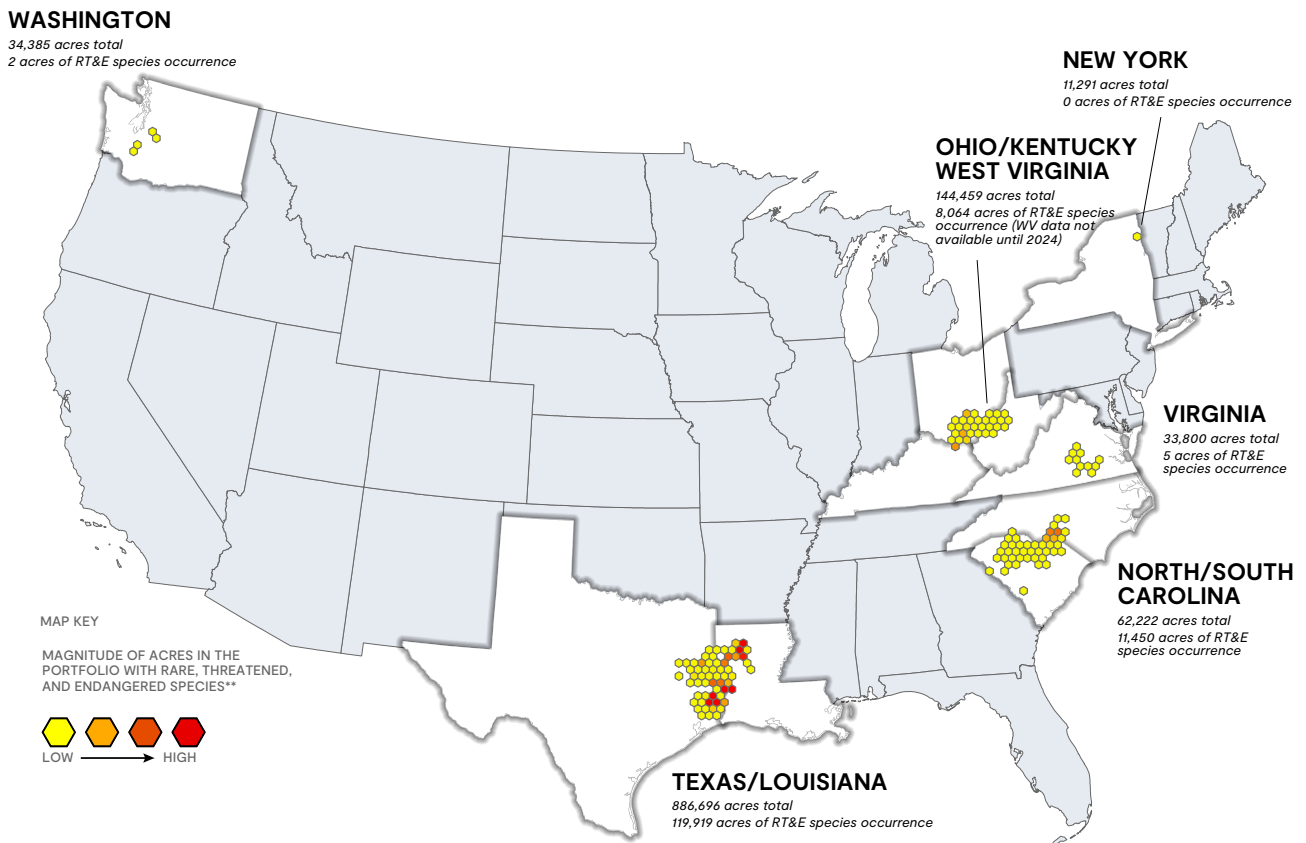 WASHINGTON
34,385 acres total
2 acres of RT&E species occurrence
NEW YORK
11,291 acres total
0 acres of RT&E species occurrence
OHIO/KENTUCKY
WEST VIRGINIA
144,459 acres total
8,064 acres of RT&E species
occurrence (WV data not
available until 2024)
VIRGINIA
33,800 acres total
5 acres of RT&E
species occurrence
NORTH/SOUTH
CAROLINA
62,222 acres total
11,450 acres of RT&E
species occurrence
MAP KEY
MAGNITUDE OF ACRES IN THE
PORTFOLIO WITH RARE, THREATENED,
AND ENDANGERED SPECIES**
LOW HIGH
TEXAS/LOUISIANA
886,696 acres total
119,919 acres of RT&E species occurrence